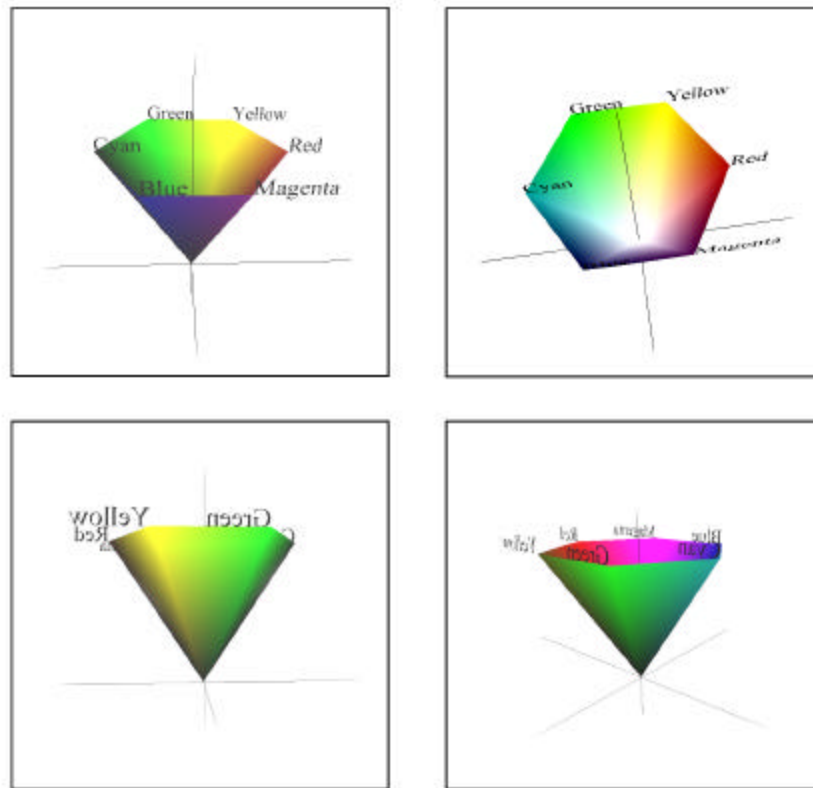 Green Yellow
Cyan Red
Blue Magenta
Green Yellow
Cyan Red
Magenta
Yellow Green
Red
Yellow Red Magenta Blue
Green